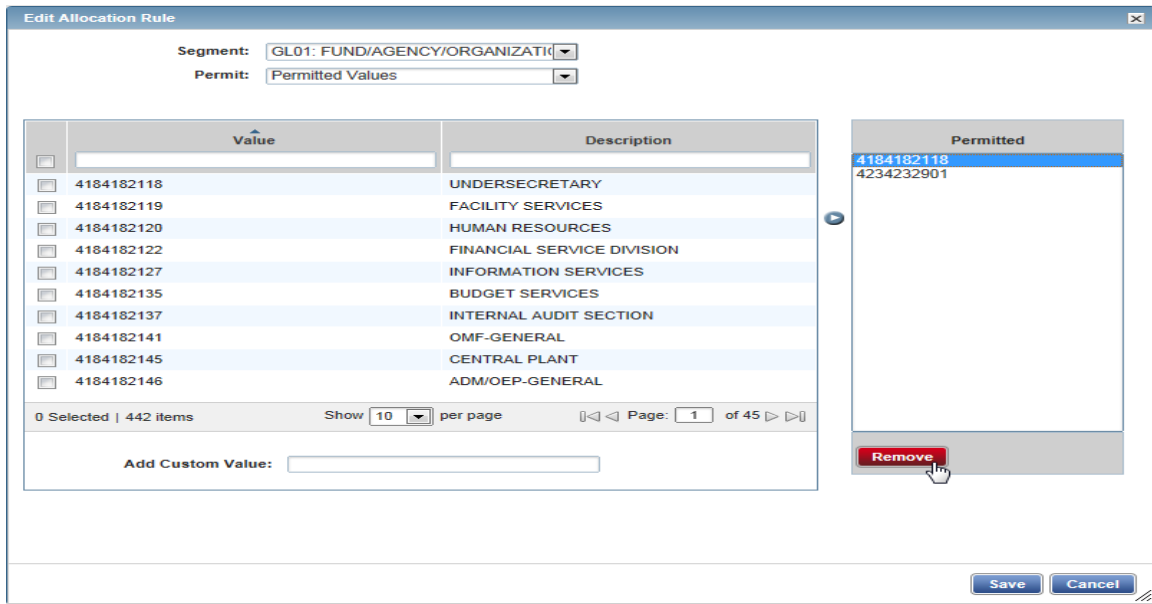 Edit Allocation Rule
Segment: GL01: FUND/AGENCY/ORGANIZATI(
Permit: Permitted Values
Value Description
4184182118 UNDERSECRETARY
4184182119 FACILITY SERVICES
4184182120 HUMAN RESOURCES
4184182122 FINANCIAL SERVICE DIVISION
4184182127 INFORMATION SERVICES
4184182135 BUDGET SERVICES
4184182137 INTERNAL AUDIT SECTION
4184182141 OMF-GENERAL
4184182145 CENTRAL PLANT
4184182146 ADM/OEP-GENERAL
0 Selected | 442 items Show 10 per page Page: 1 of 45
Add Custom Value:
Permitted
4184182118
4234232901
Remove
Save Cancel